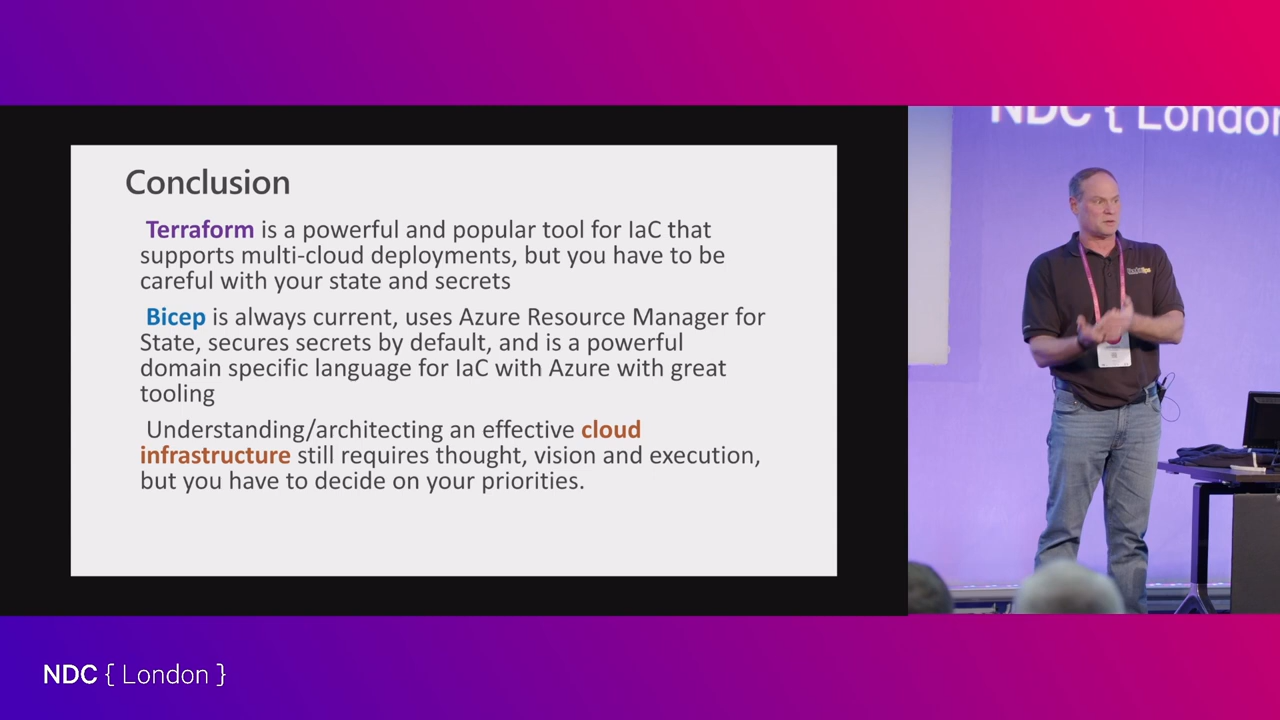 NDC { London
Conclusion
Terraform is a powerful and popular tool for IaC that
supports multi-cloud deployments, but you have to be
careful with your state and secrets
Bicep is always current, uses Azure Resource Manager for
State, secures secrets by default, and is a powerful
domain specific language for IaC with Azure with great
tooling
Understanding/architecting an effective cloud
infrastructure still requires thought, vision and execution,
but you have to decide on your priorities.
NDC { London }